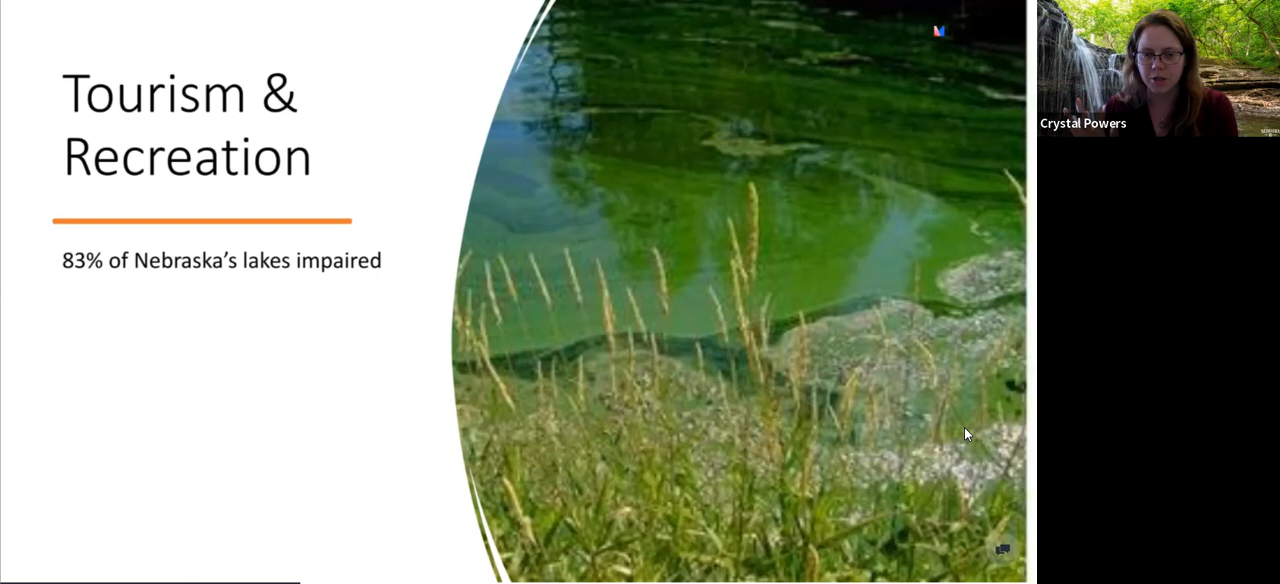 Tourism &
Recreation
83% of Nebraska's lakes impaired
Crystal Powers